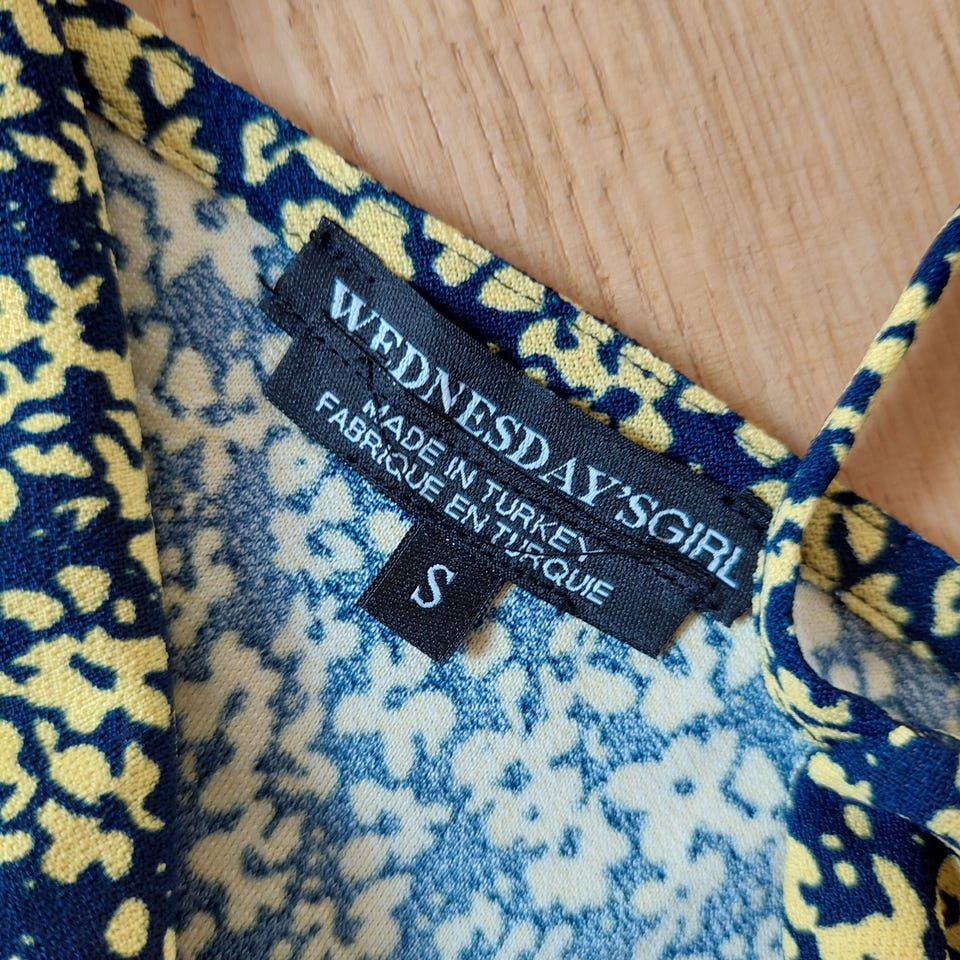 WEDNESDAY'SGIRL
MADE IN TURKEY
FABRIQUE EN TURQUIE
S